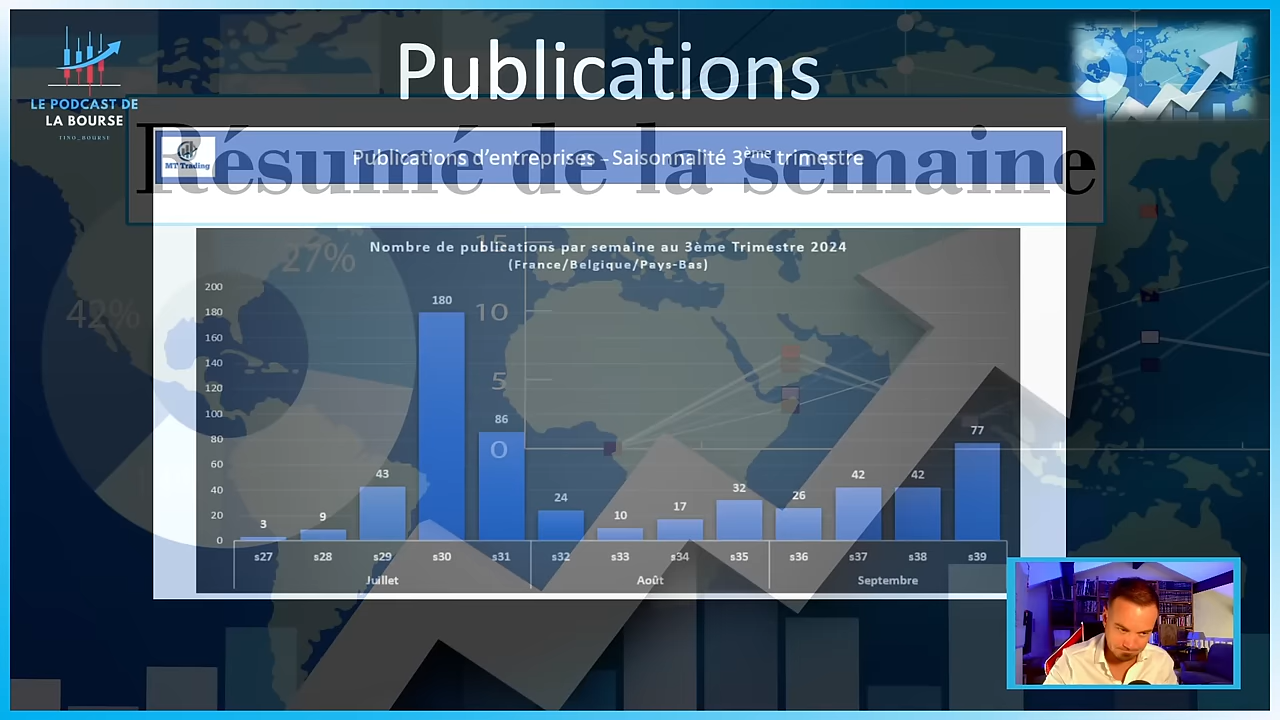 Publications
LE PODCAST DE
LA BOURSE
TINO_BOURSE
Résumé de la semaine
MT Trading
Publications d'entreprises – Saisonnalité 3ème trimestre
Nombre de publications par semaine au 3ème Trimestre 2024
(France/Belgique/Pays-Bas)
27%
42%
15
10
5
0
200
180
160
140
120
100
80
60
40
20
0
3
9
43
180
86
24
10
17
32
26
42
42
77
s27 s28 s29 s30 s31 s32 s33 s34 s35 s36 s37 s38 s39
Juillet Août Septembre